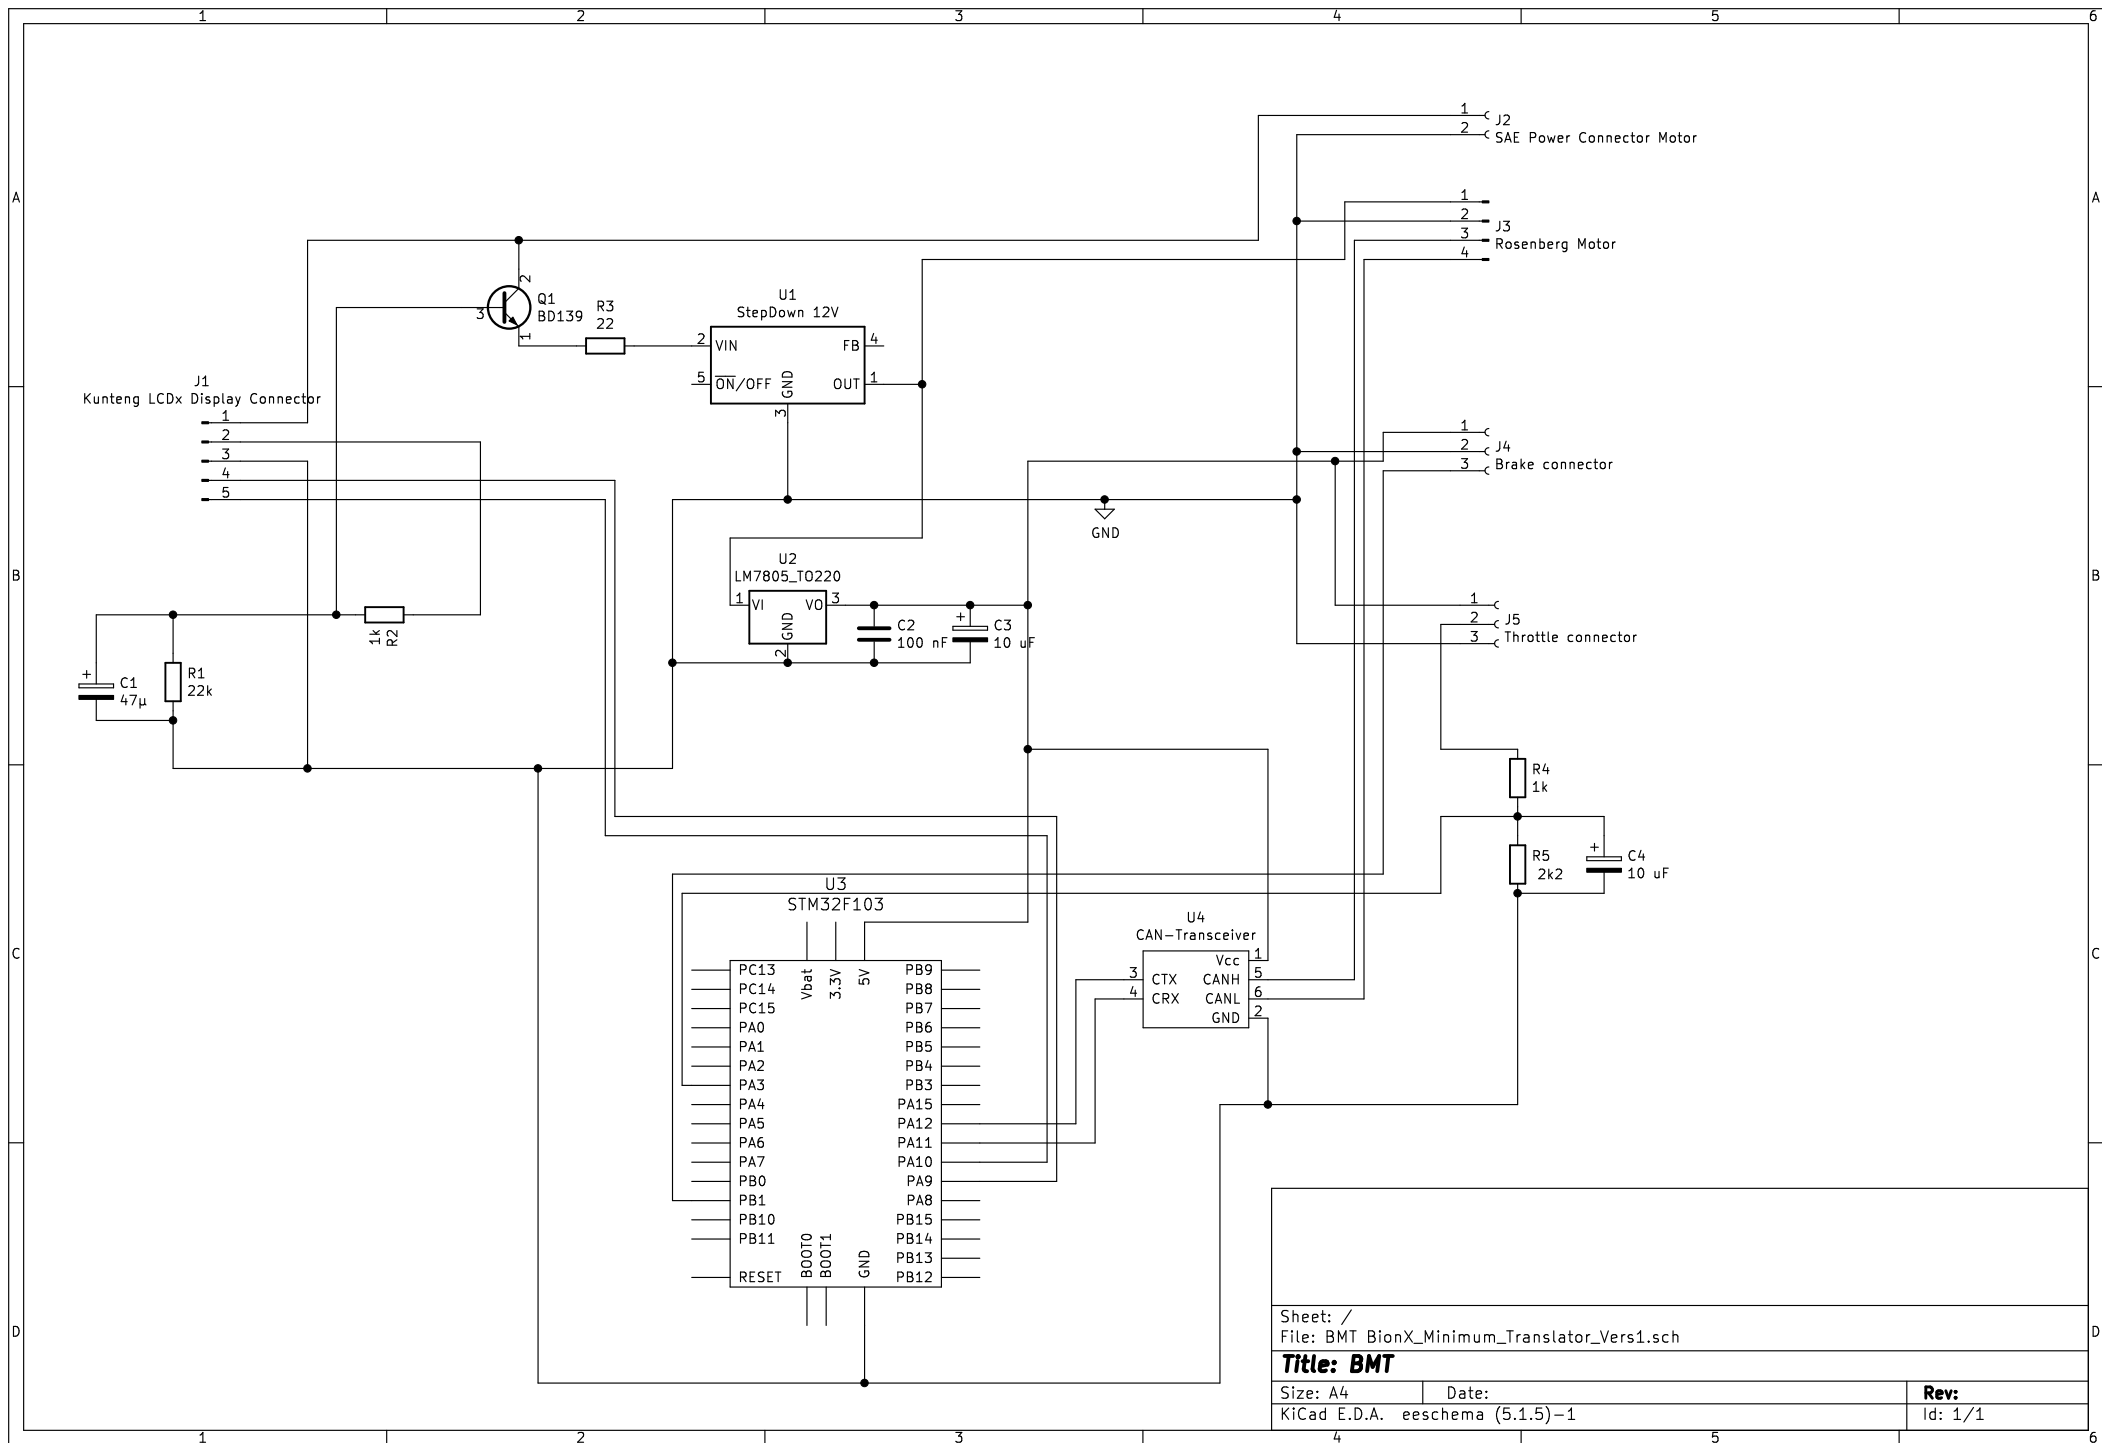 1 2 3 4 5 6
A
B
C
D
A
B
C
D
1 2 3 4 5 6
1
2
J2
SAE Power Connector Motor
1
2
3
4
J3
Rosenberg Motor
2
3
1
Q1
BD139
R3
22
U1
StepDown 12V
2 VIN
FB 4
5 ON/OFF
GND
OUT 1
3
J1
Kunteng LCDx Display Connector
1
2
3
4
5
1
2
3
J4
Brake connector
GND
U2
LM7805_TO220
1 VI
VO 3
GND
2
C2
100 nF
+
C3
10 uF
1
2
3
J5
Throttle connector
1k
R2
+
C1
47µ
R1
22k
R4
1k
R5
2k2
+
C4
10 uF
U3
STM32F103
Vbat
3.3V
5V
PC13
PC14
PC15
PA0
PA1
PA2
PA3
PA4
PA5
PA6
PA7
PB0
PB1
PB10
PB11
RESET
BOOT0
BOOT1
GND
PB9
PB8
PB7
PB6
PB5
PB4
PB3
PA15
PA12
PA11
PA10
PA9
PA8
PB15
PB14
PB13
PB12
U4
CAN-Transceiver
Vcc 1
3 CTX
CANH 5
4 CRX
CANL 6
GND 2
Sheet: /
File: BMT BionX_Minimum_Translator_Vers1.sch
Title: BMT
Size: A4 Date: Rev:
KiCad E.D.A. eeschema (5.1.5)-1 Id: 1/1